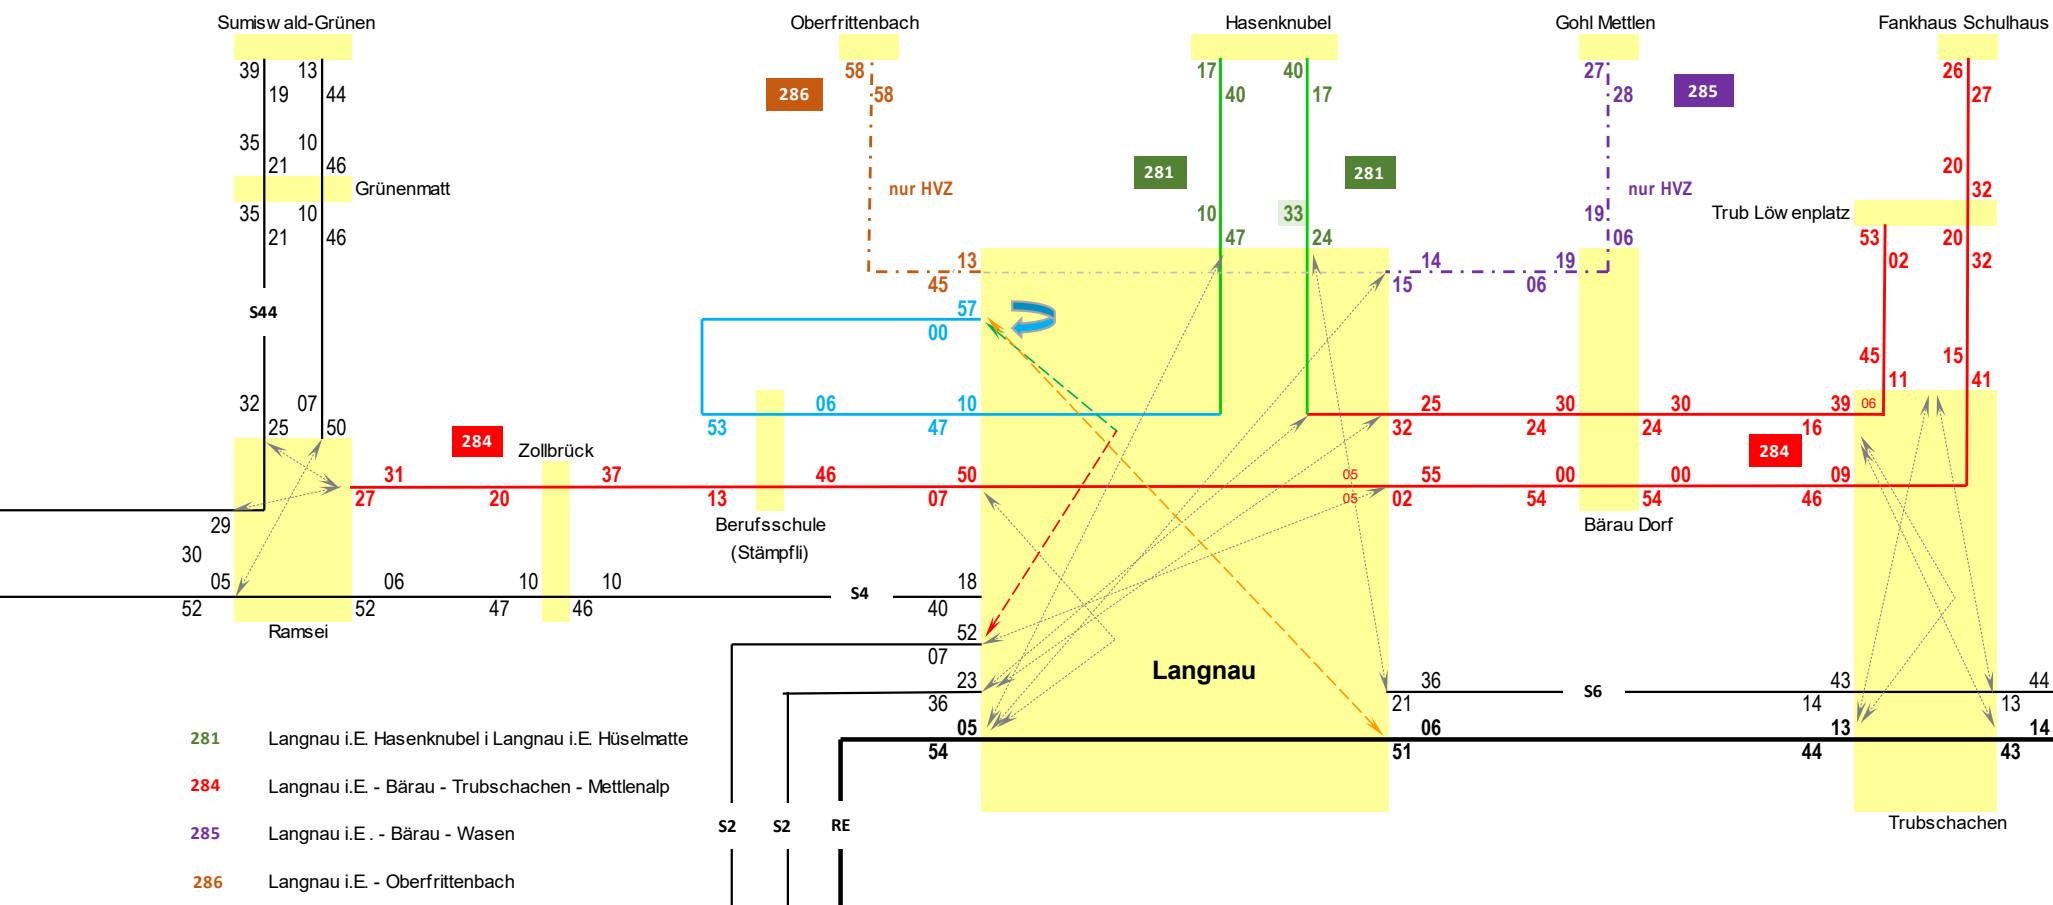 Sumiswald-Grünen Oberfrittenbach Hasenknubel Gohl Mettlen Fankhaus Schulhaus
39 13 58 17 40 27 26
19 44 286 58 40 17 28 285 27
35 10 20
21 46 281 281 32
Grünenmatt nur HVZ nur HVZ
35 10 10 33 19 Trub Löwenplatz
21 46 47 24 06 53 20
13 14 19 02 32
45 15 06
S44 57
00 45 15
11 41
32 07 06 10 25 30 30 39 06
25 50 284 53 47 32 24 24 16
Zollbrück 284
31 37 46 50 05 55 00 00 09
27 20 13 07 05 02 54 54 46
29 Berufsschule Bärau Dorf
30 (Stämpfli)
05 06 10 10 S4 18
52 52 47 46 40
Ramsei 52
07
Langnau
23 36 S6 43 44
36 21 14 13
281 Langnau i.E. Hasenknubel i Langnau i.E. Hüselmatte 05 06 13 14
54 51 44 43
284 Langnau i.E. - Bärau - Trubschachen - Mettlenalp
S2 S2 RE Trubschachen
285 Langnau i.E. - Bärau - Wasen
286 Langnau i.E. - Oberfrittenbach